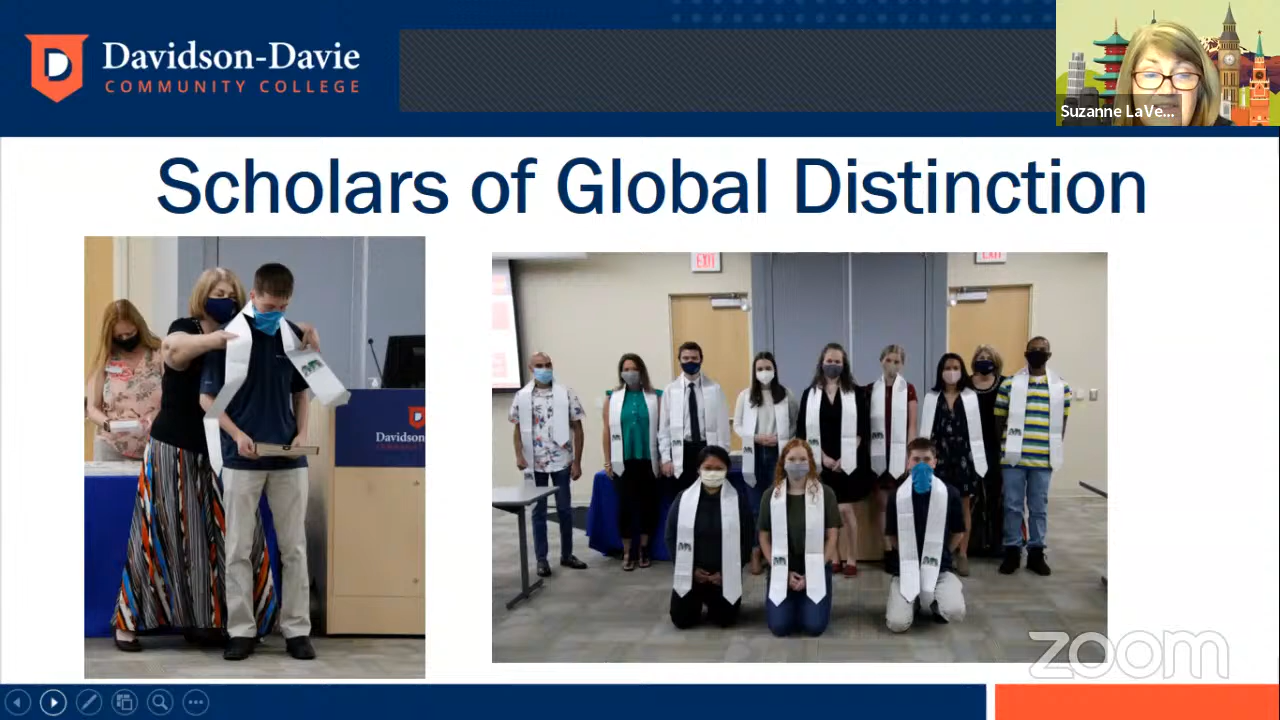 Davidson-Davie
COMMUNITY COLLEGE
Suzanne LaVe...
Scholars of Global Distinction
EXIT
EXIT
Davidson
zoom